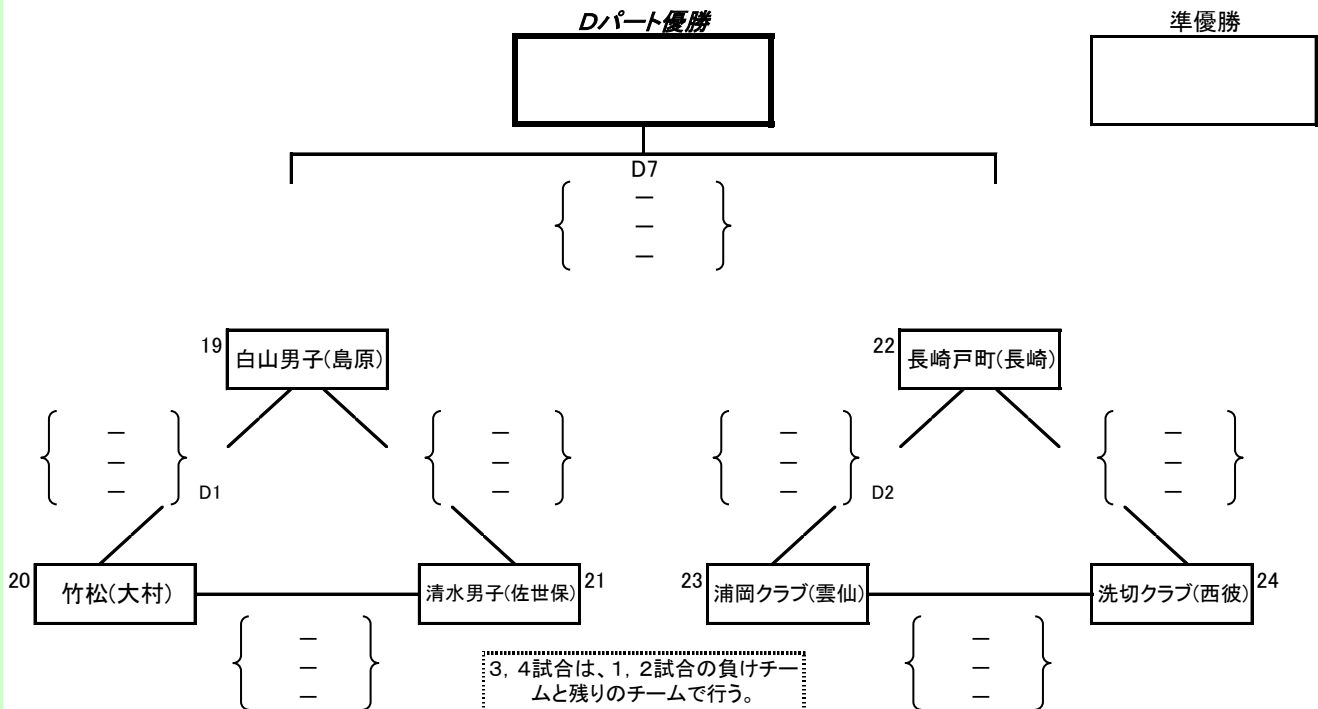 Dパート優勝
準優勝
D7
－
－
－
19
白山男子(島原)
22
長崎戸町(長崎)
－
－
－
D1
－
－
－
－
－
－
D2
－
－
－
20
竹松(大村)
清水男子(佐世保)
21
23
浦岡クラブ(雲仙)
洗切クラブ(西彼)
24
－
－
－
3，4試合は、1，2試合の負けチー
ムと残りのチームで行う。
－
－
－